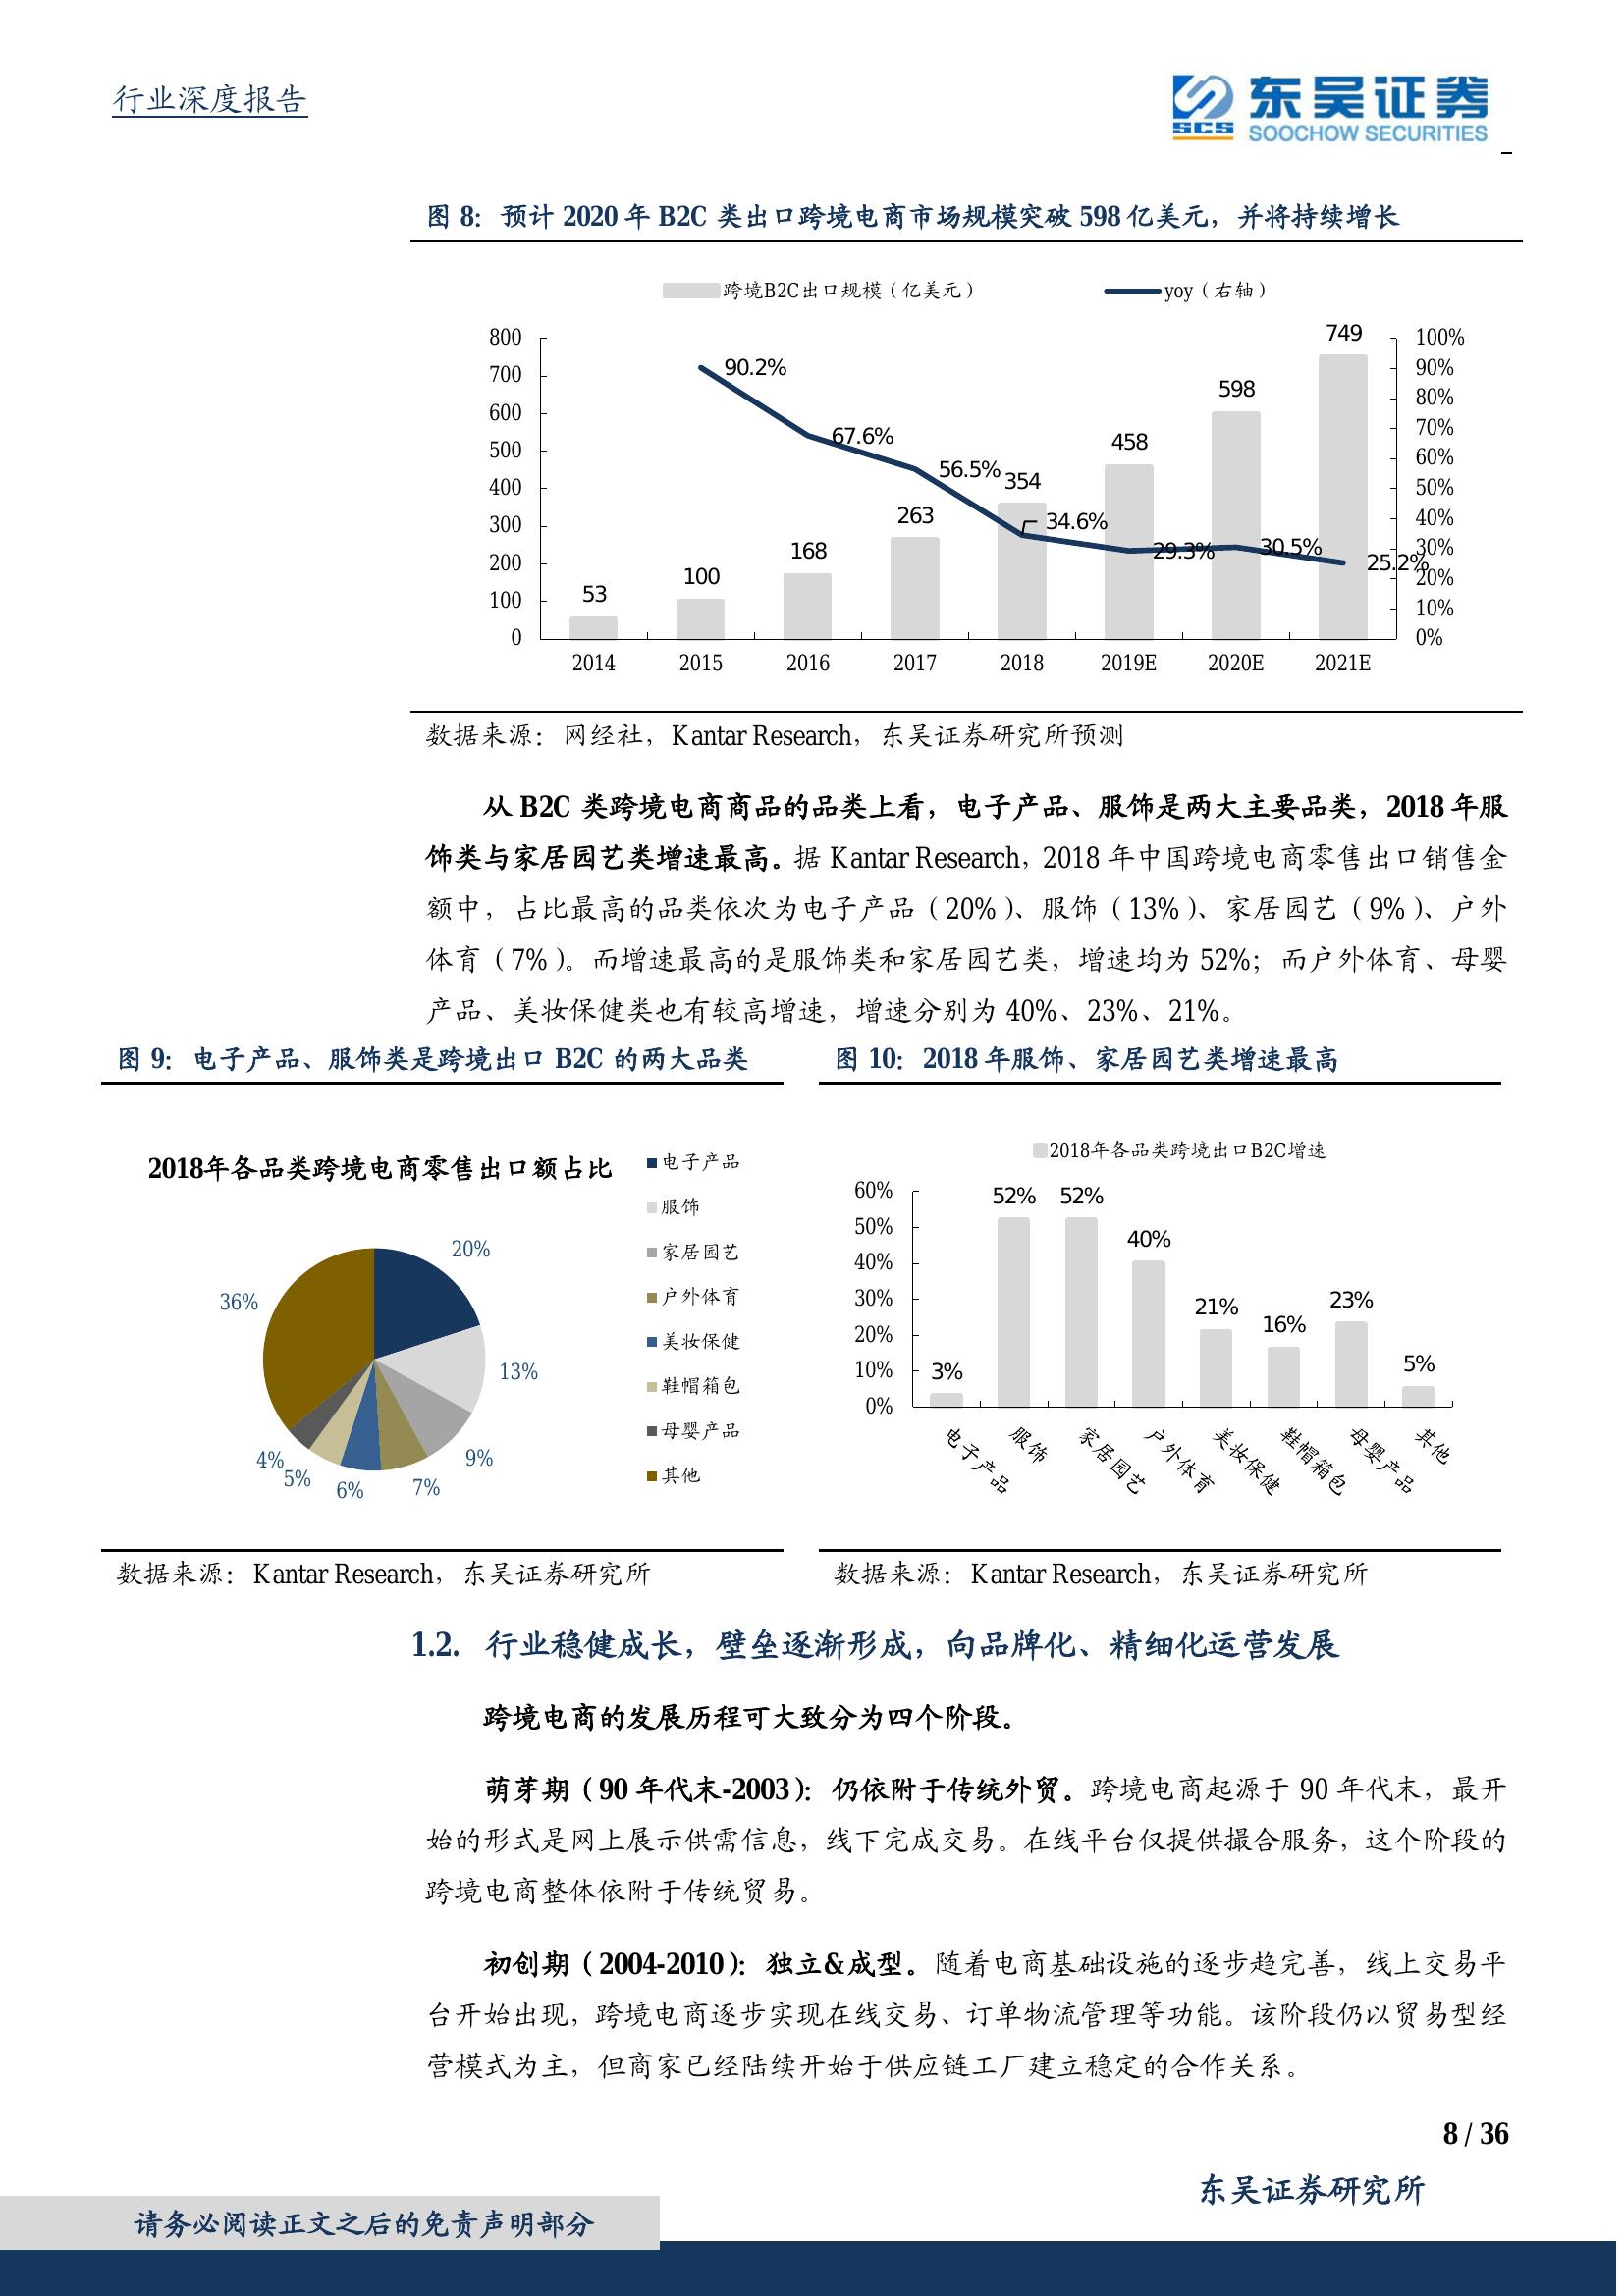 行业深度报告
东吴证券
SCS
SOOCHOW SECURITIES
图 8：预计 2020 年 B2C 类出口跨境电商市场规模突破 598 亿美元，并将持续增长
跨境B2C出口规模（亿美元） yoy（右轴）
800
700
600
500
400
300
200
100
0
53
100
168
263
354
458
598
749
90.2%
67.6%
56.5%
34.6%
29.3%
30.5%
25.2%
100%
90%
80%
70%
60%
50%
40%
30%
20%
10%
0%
2014 2015 2016 2017 2018 2019E 2020E 2021E
数据来源：网经社，Kantar Research，东吴证券研究所预测
从 B2C 类跨境电商商品的品类上看，电子产品、服饰是两大主要品类，2018 年服
饰类与家居园艺类增速最高。据 Kantar Research，2018 年中国跨境电商零售出口销售金
额中，占比最高的品类依次为电子产品（20%）、服饰（13%）、家居园艺（9%）、户外
体育（7%）。而增速最高的是服饰类和家居园艺类，增速均为 52%；而户外体育、母婴
产品、美妆保健类也有较高增速，增速分别为 40%、23%、21%。
图 9：电子产品、服饰类是跨境出口 B2C 的两大品类
2018年各品类跨境电商零售出口额占比
20%
13%
9%
7%
6%
5%
4%
36%
电子产品
服饰
家居园艺
户外体育
美妆保健
鞋帽箱包
母婴产品
其他
数据来源：Kantar Research，东吴证券研究所
图 10：2018 年服饰、家居园艺类增速最高
2018年各品类跨境出口B2C增速
60%
50%
40%
30%
20%
10%
0%
3%
52%
52%
40%
21%
16%
23%
5%
电子产品
服饰
家居园艺
户外体育
美妆保健
鞋帽箱包
母婴产品
其他
数据来源：Kantar Research，东吴证券研究所
1.2. 行业稳健成长，壁垒逐渐形成，向品牌化、精细化运营发展
跨境电商的发展历程可大致分为四个阶段。
萌芽期（90 年代末-2003）：仍依附于传统外贸。跨境电商起源于 90 年代末，最开
始的形式是网上展示供需信息，线下完成交易。在线平台仅提供撮合服务，这个阶段的
跨境电商整体依附于传统贸易。
初创期（2004-2010）：独立&成型。随着电商基础设施的逐步趋完善，线上交易平
台开始出现，跨境电商逐步实现在线交易、订单物流管理等功能。该阶段仍以贸易型经
营模式为主，但商家已经陆续开始于供应链工厂建立稳定的合作关系。
8 / 36
东吴证券研究所
请务必阅读正文之后的免责声明部分